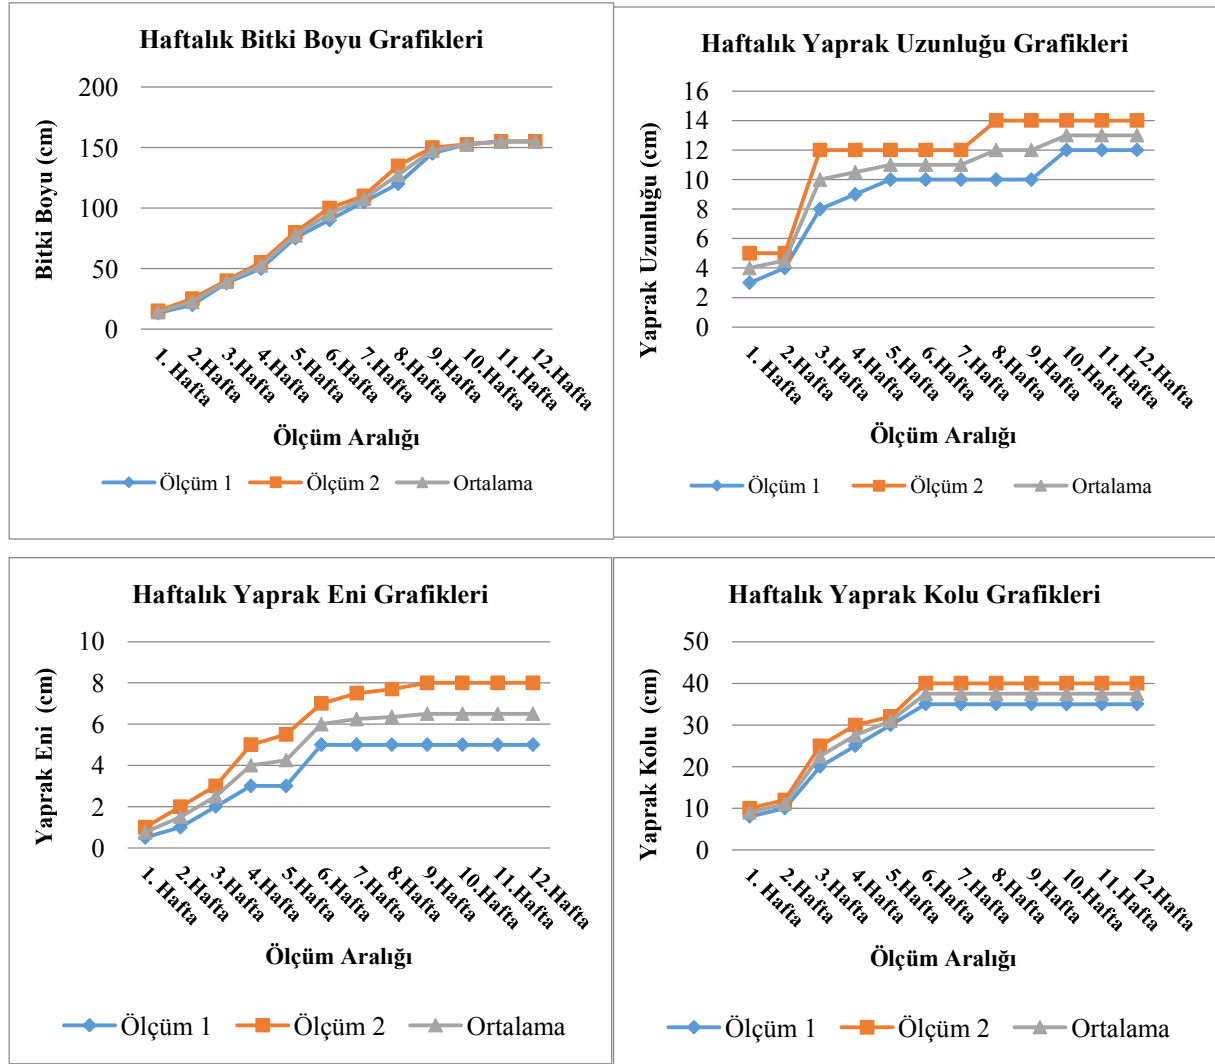 Haftalık Bitki Boyu Grafikleri
Bitki Boyu (cm)
200
150
100
50
0
1. Hafta
2.Hafta
3.Hafta
4.Hafta
5.Hafta
6.Hafta
7.Hafta
8.Hafta
9.Hafta
10.Hafta
11.Hafta
12.Hafta
Ölçüm Aralığı
Ölçüm 1 Ölçüm 2 Ortalama
Haftalık Yaprak Uzunluğu Grafikleri
Yaprak Uzunluğu (cm)
16
14
12
10
8
6
4
2
0
1. Hafta
2.Hafta
3.Hafta
4.Hafta
5.Hafta
6.Hafta
7.Hafta
8.Hafta
9.Hafta
10.Hafta
11.Hafta
12.Hafta
Ölçüm Aralığı
Ölçüm 1 Ölçüm 2 Ortalama
Haftalık Yaprak Eni Grafikleri
Yaprak Eni (cm)
10
8
6
4
2
0
1. Hafta
2.Hafta
3.Hafta
4.Hafta
5.Hafta
6.Hafta
7.Hafta
8.Hafta
9.Hafta
10.Hafta
11.Hafta
12.Hafta
Ölçüm Aralığı
Ölçüm 1 Ölçüm 2 Ortalama
Haftalık Yaprak Kolu Grafikleri
Yaprak Kolu (cm)
50
40
30
20
10
0
1. Hafta
2.Hafta
3.Hafta
4.Hafta
5.Hafta
6.Hafta
7.Hafta
8.Hafta
9.Hafta
10.Hafta
11.Hafta
12.Hafta
Ölçüm Aralığı
Ölçüm 1 Ölçüm 2 Ortalama